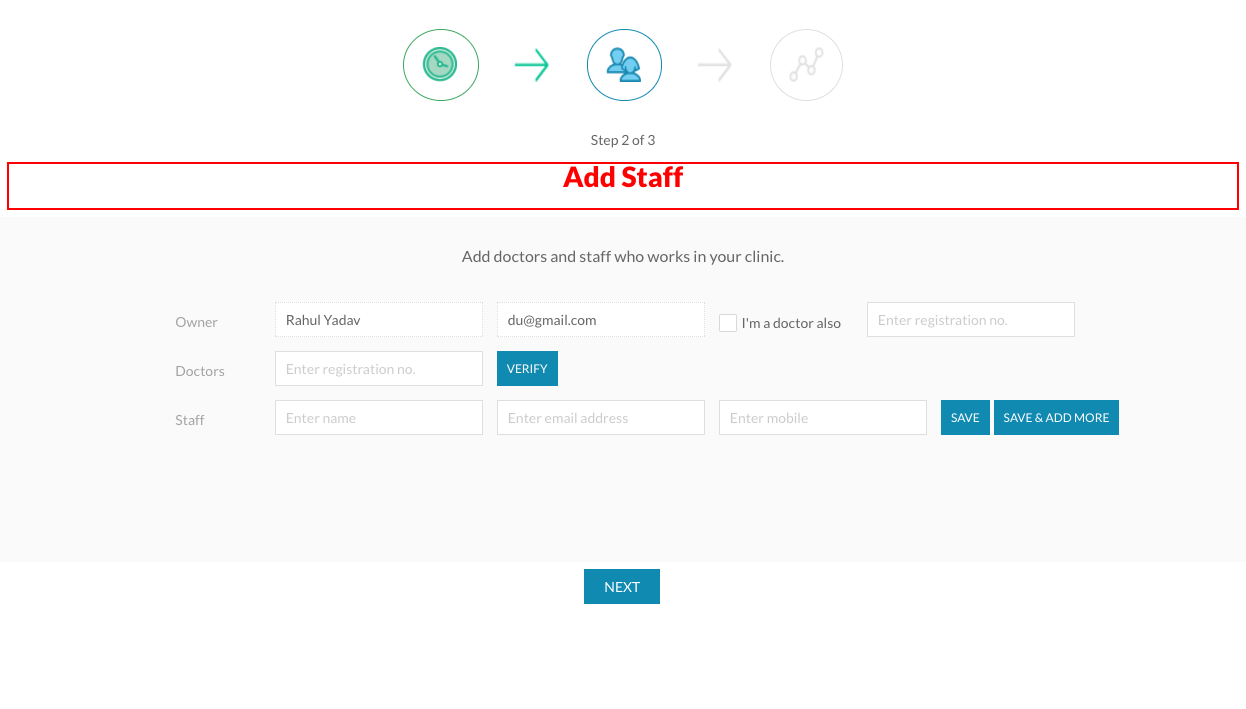 Step 2 of 3
Add Staff
Add doctors and staff who works in your clinic.
Owner Rahul Yadav du@gmail.com I'm a doctor also Enter registration no.
Doctors Enter registration no. VERIFY
Staff Enter name Enter email address Enter mobile SAVE SAVE & ADD MORE
NEXT